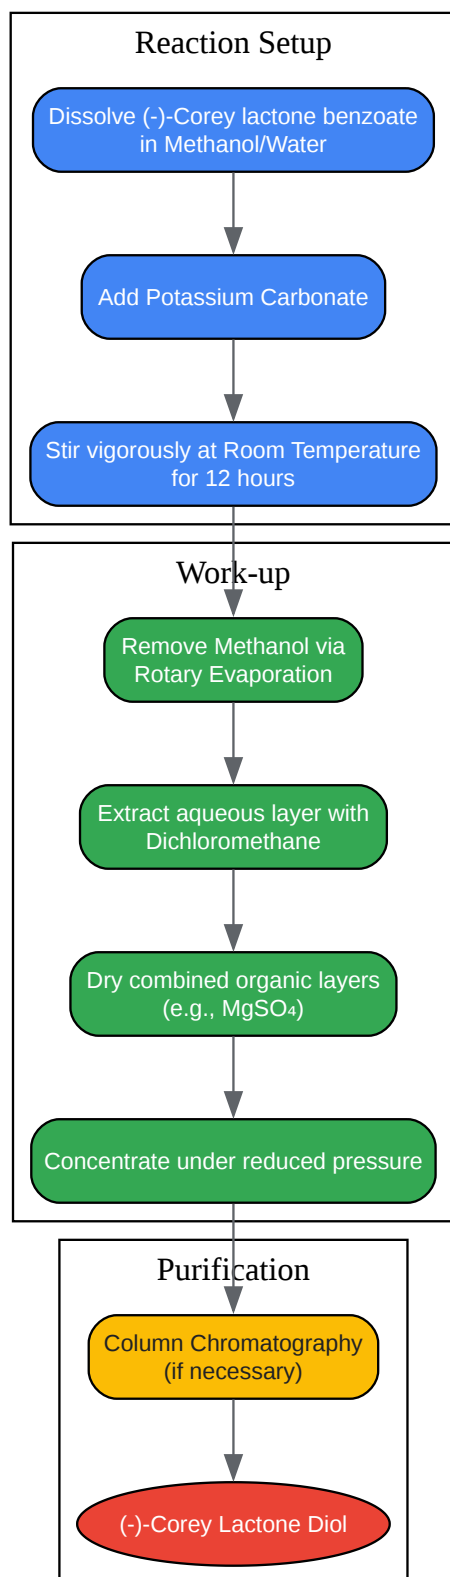 Reaction Setup
Dissolve (-)-Corey lactone benzoate
in Methanol/Water
Add Potassium Carbonate
Stir vigorously at Room Temperature
for 12 hours
Work-up
Remove Methanol via
Rotary Evaporation
Extract aqueous layer with
Dichloromethane
Dry combined organic layers
(e.g., MgSO₄)
Concentrate under reduced pressure
Purification
Column Chromatography
(if necessary)
(-)-Corey Lactone Diol